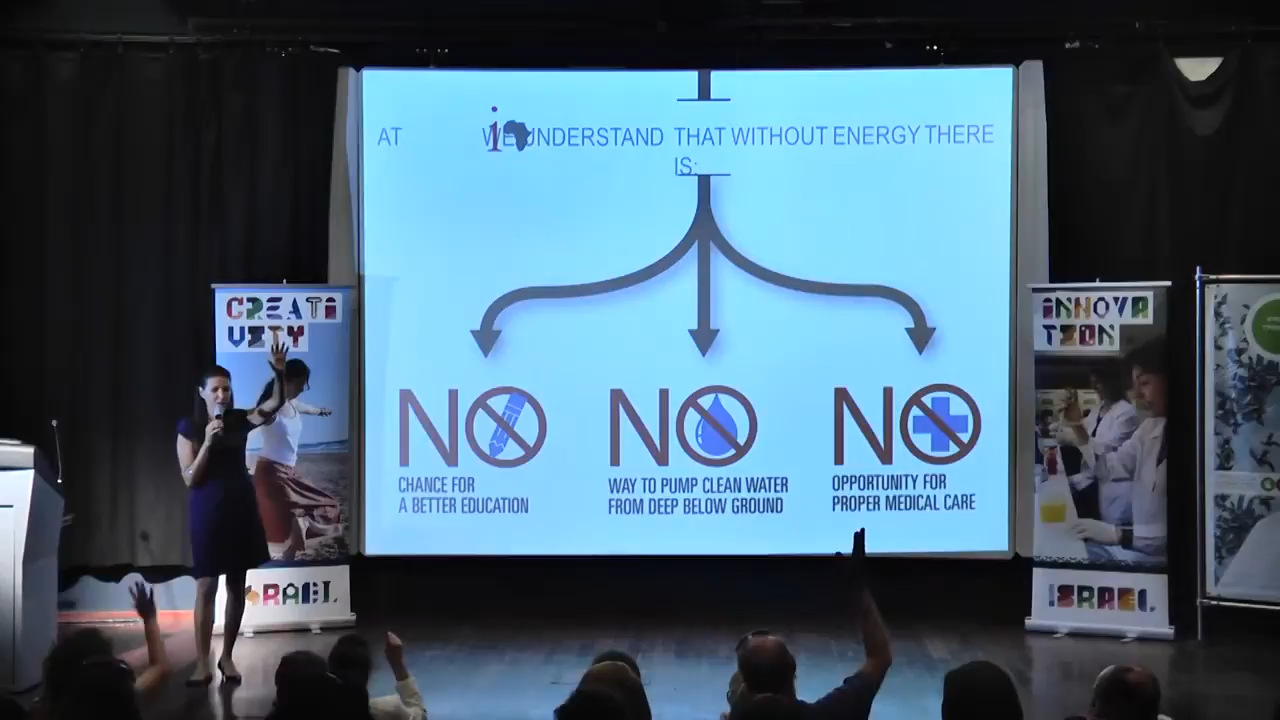 AT i WE UNDERSTAND THAT WITHOUT ENERGY THERE
IS:
NO
CHANCE FOR
A BETTER EDUCATION
NO
WAY TO PUMP CLEAN WATER
FROM DEEP BELOW GROUND
NO
OPPORTUNITY FOR
PROPER MEDICAL CARE
CREATI
VITY
ISRAEL
INNOVA
TION
ISRAEL